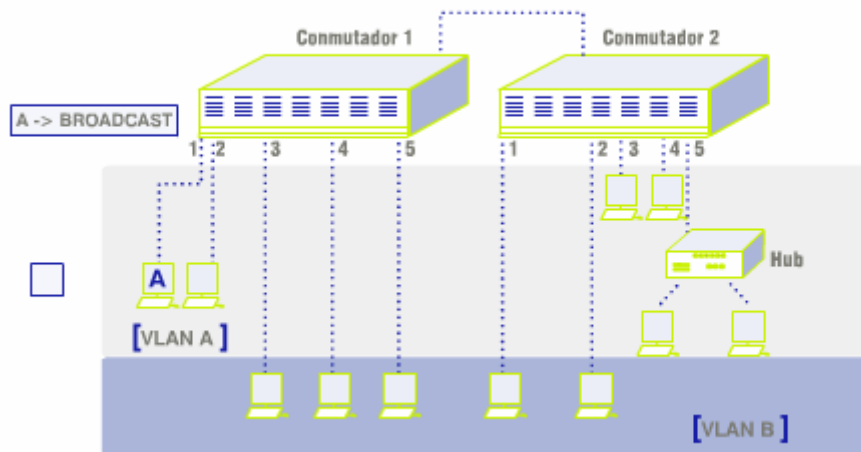 Conmutador 1
Conmutador 2
A -> BROADCAST
1 2 3 4 5
1 2 3 4 5
A
Hub
[VLAN A]
[VLAN B]